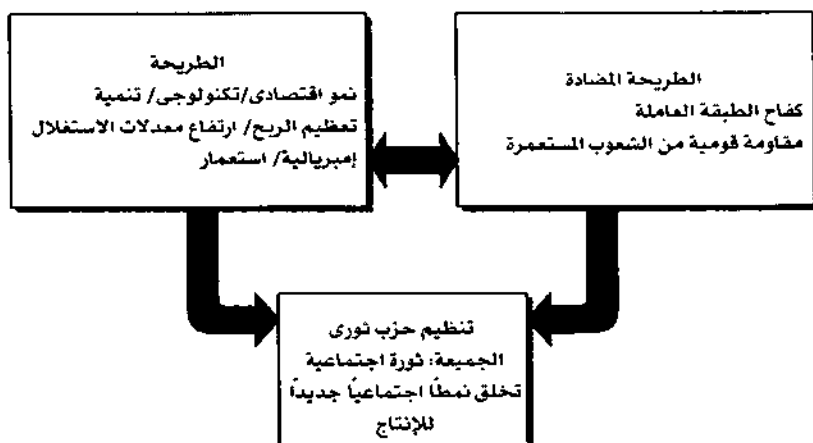 الطريحة
نمو اقتصادى/تكنولوجى/ تنمية
تعظيم الربح/ ارتفاع معدلات الاستغلال
إمبريالية/ استعمار
الطريحة المضادة
كفاح الطبقة العاملة
مقاومة قومية من الشعوب المستعمرة
تنظيم حزب ثورى
الجميعة: ثورة اجتماعية
تخلق نمطاً اجتماعياً جديداً
للإنتاج